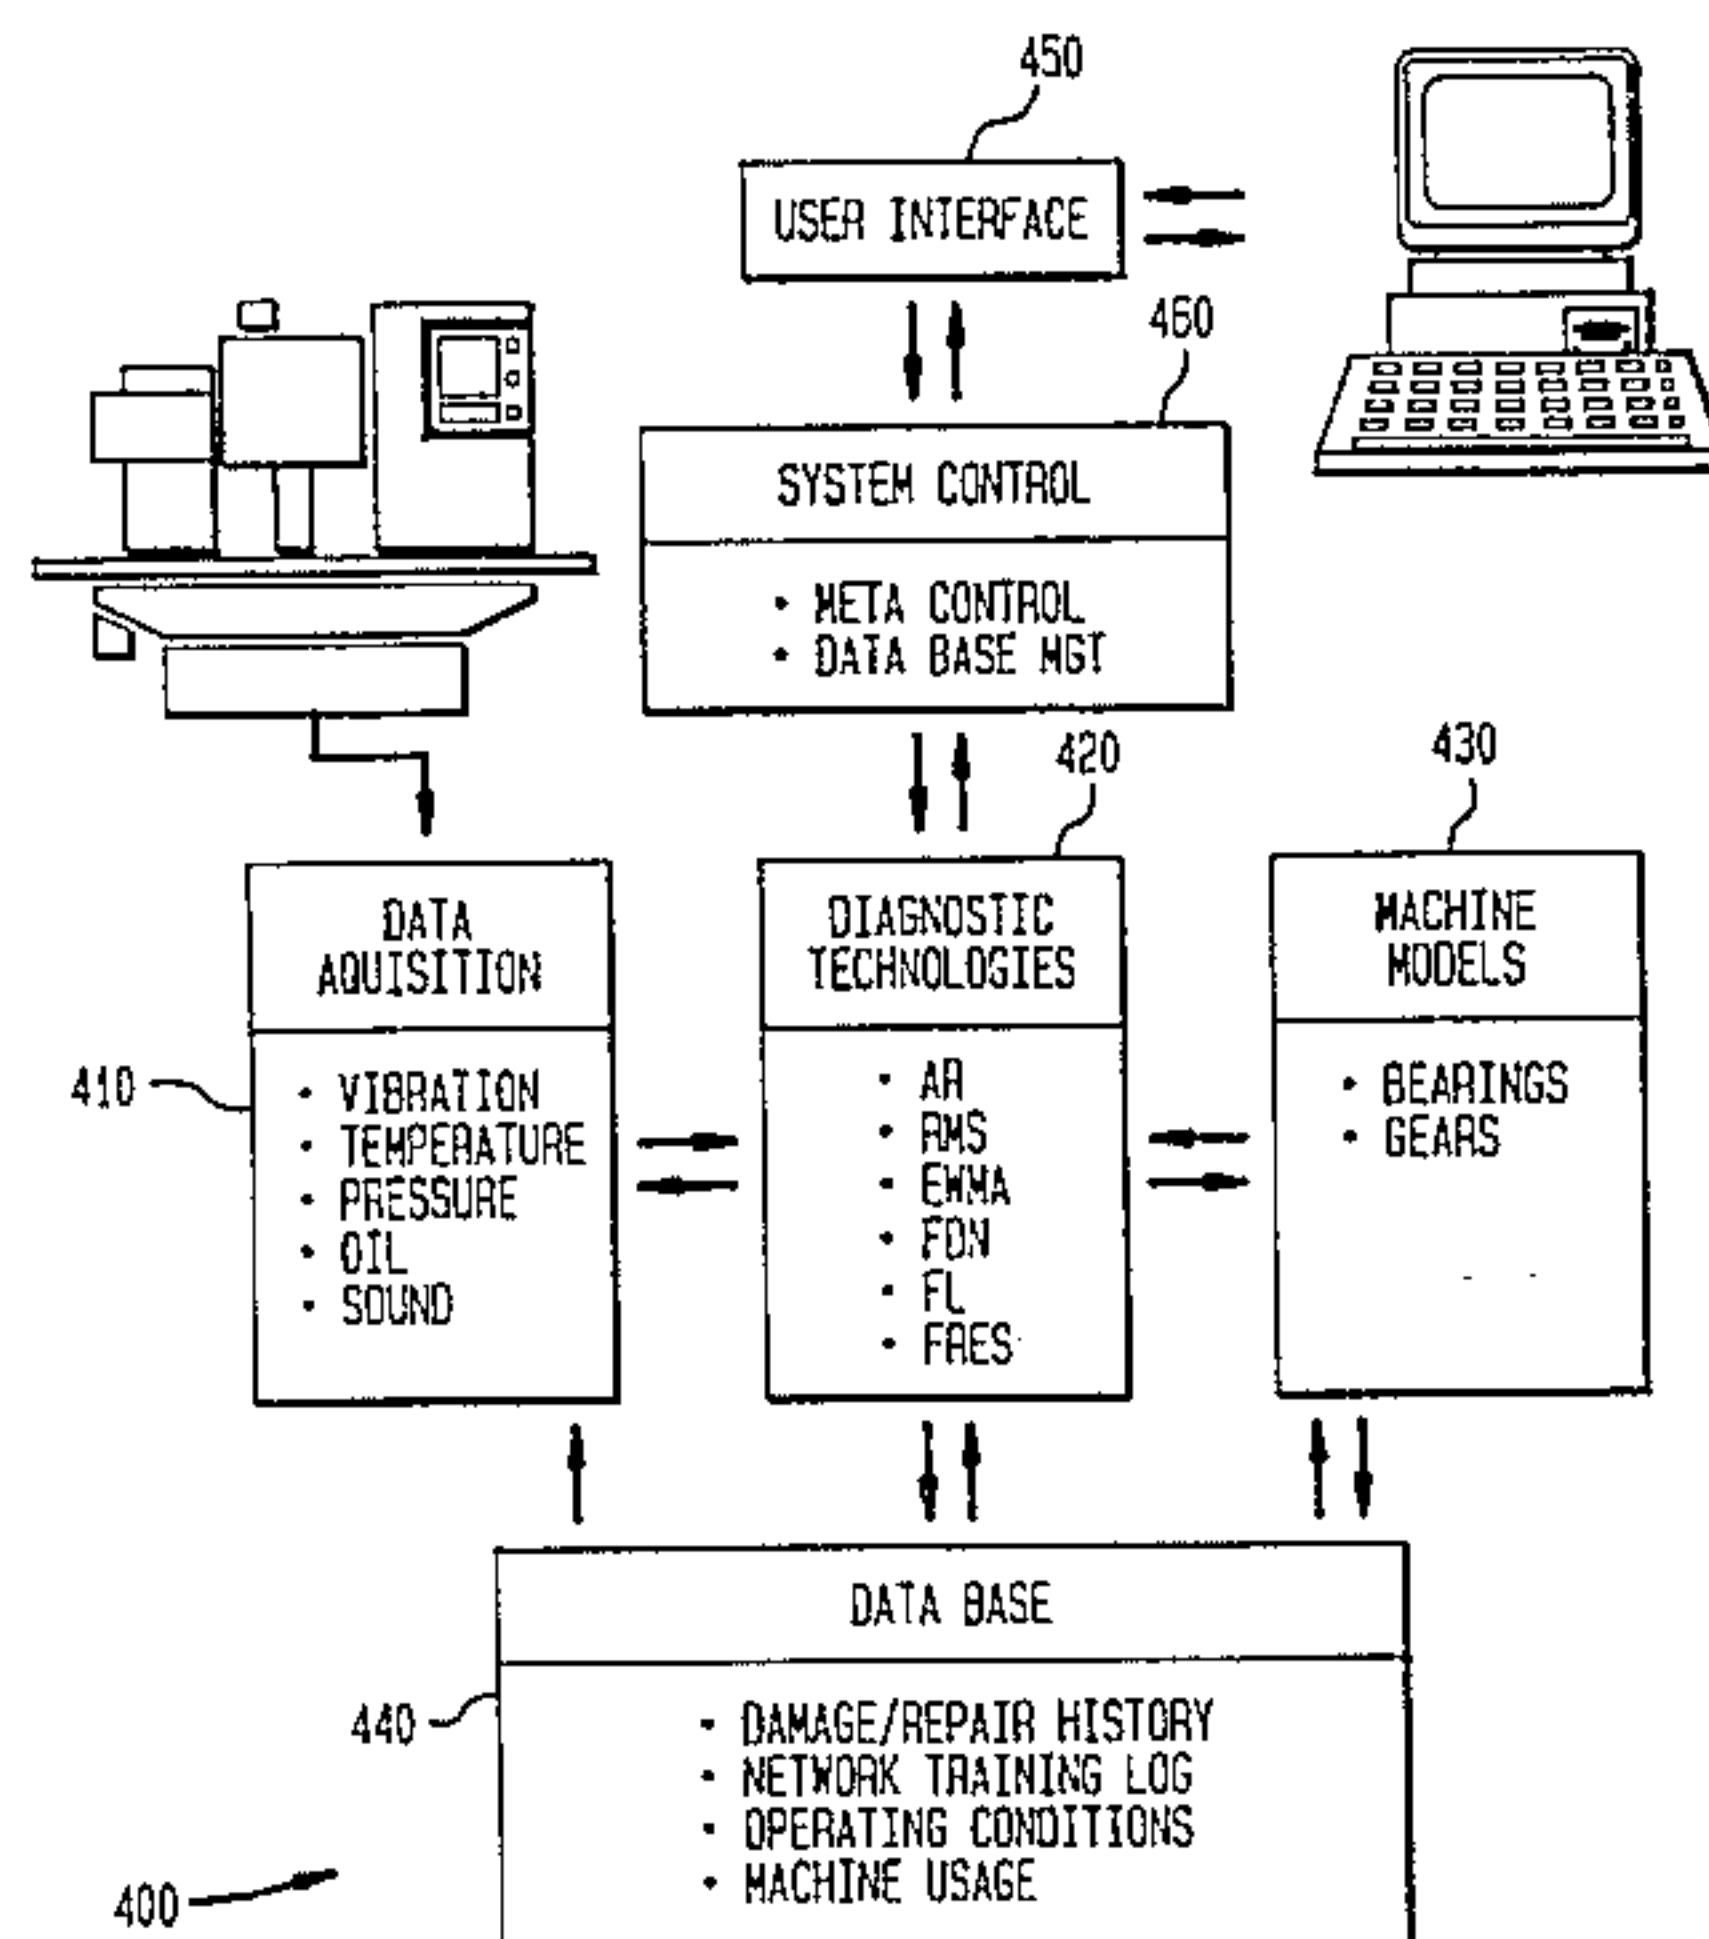 450
USER INTERFACE
460
SYSTEM CONTROL
• META CONTROL
• DATA BASE MGT
420
430
DATA
AQUISITION
DIAGNOSTIC
TECHNOLOGIES
MACHINE
MODELS
410
• VIBRATION
• TEMPERATURE
• PRESSURE
• OIL
• SOUND
• AR
• RMS
• EWMA
• FDN
• FL
• FRES
• BEARINGS
• GEARS
DATA BASE
440
• DAMAGE/REPAIR HISTORY
• NETWORK TRAINING LOG
• OPERATING CONDITIONS
• MACHINE USAGE
400